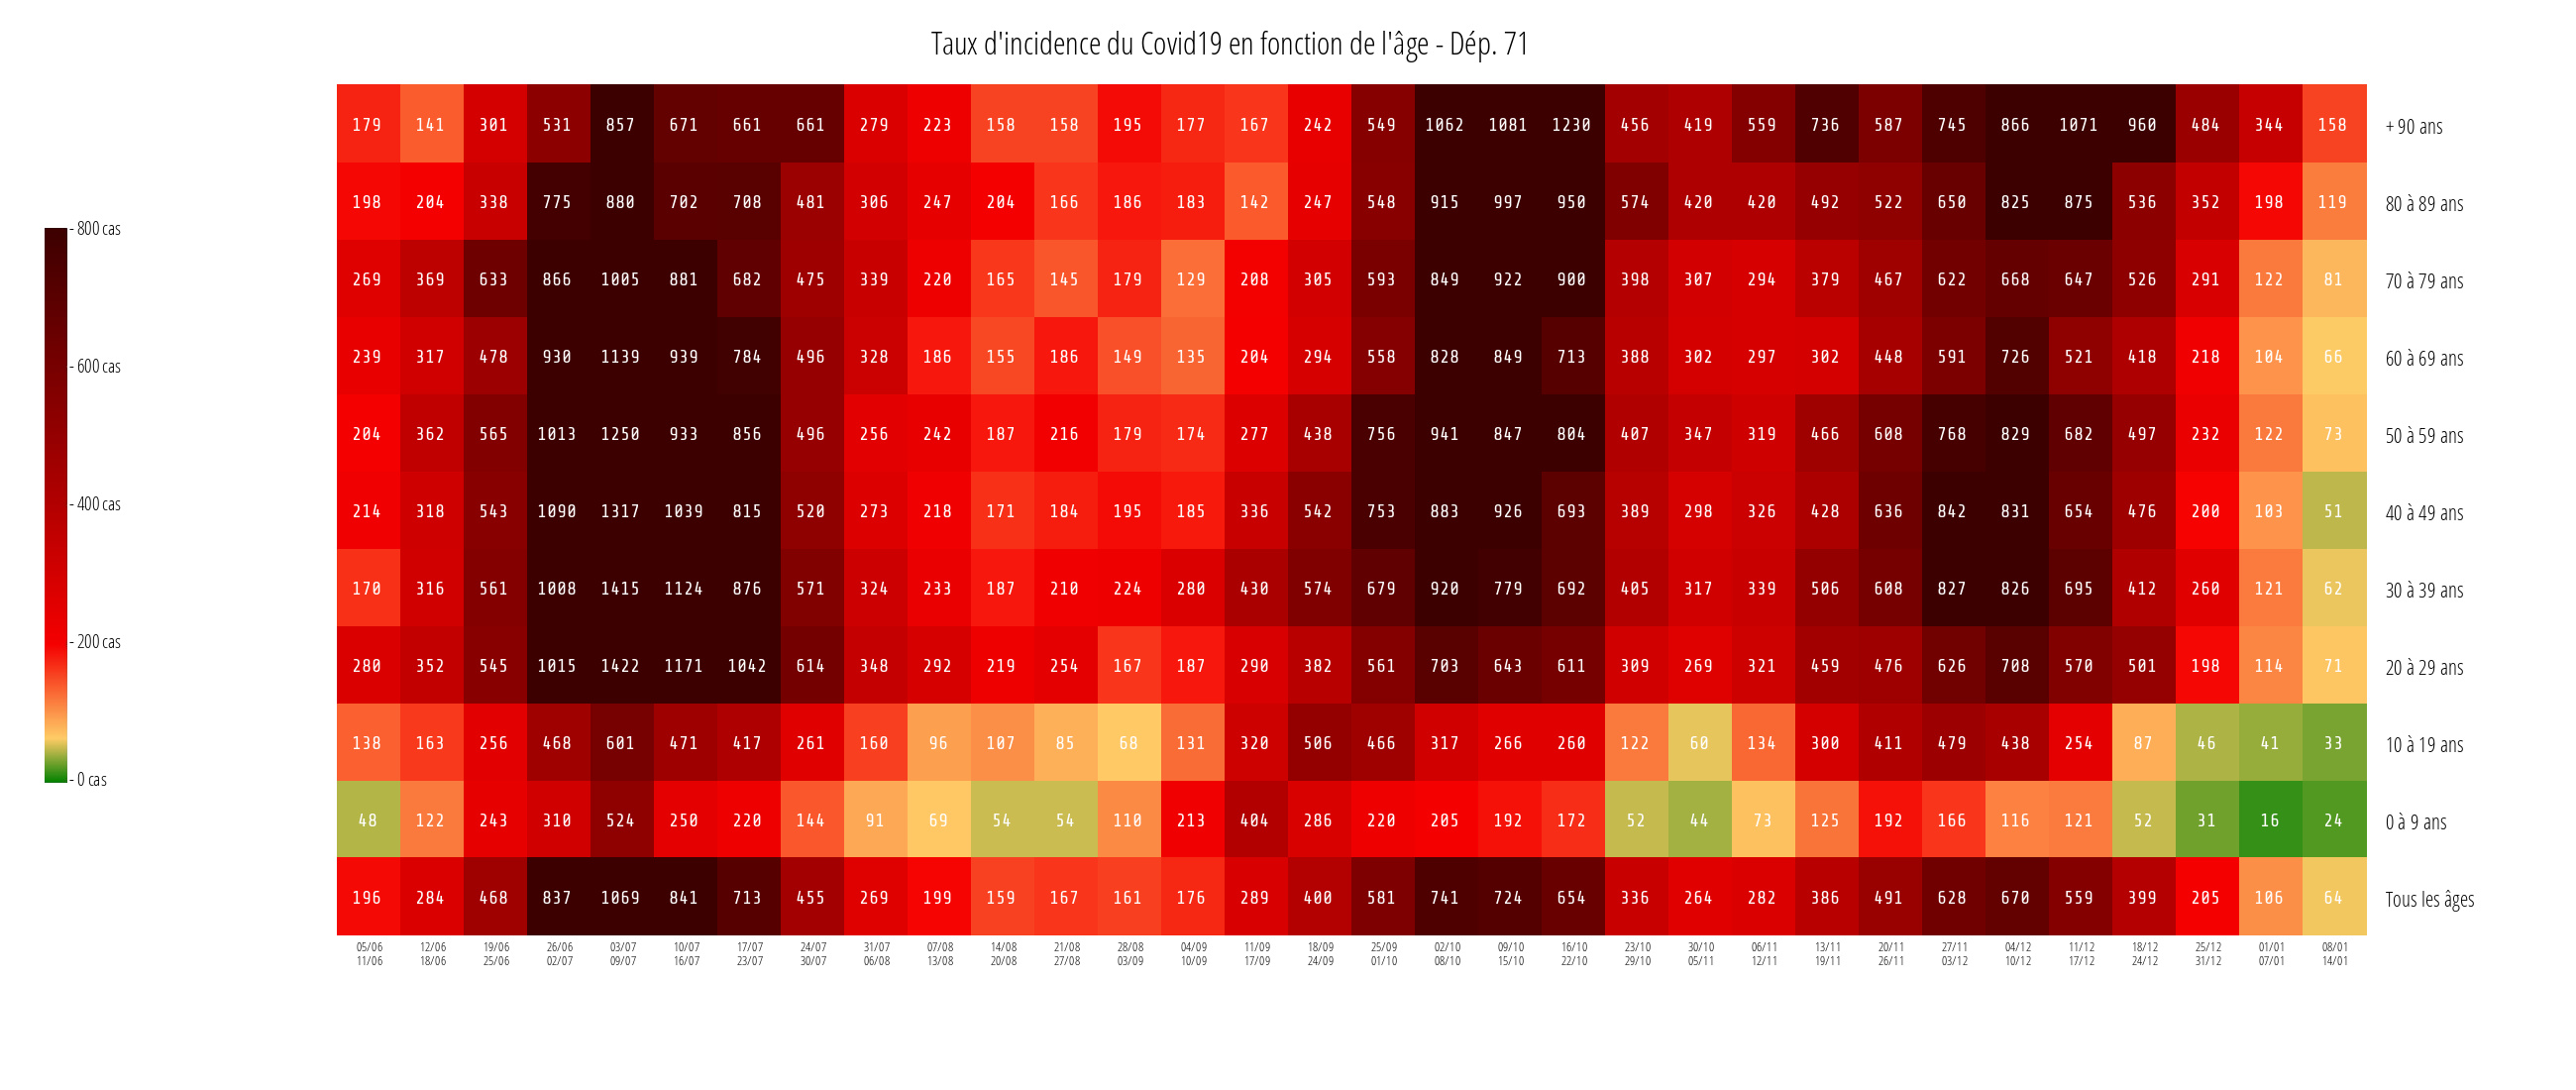 Taux d'incidence du Covid19 en fonction de l'âge - Dép. 71
179 141 301 531 857 671 661 661 279 223 158 158 195 177 167 242 549 1062 1081 1230 456 419 559 736 587 745 866 1071 960 484 344 158 + 90 ans
198 204 338 775 880 702 708 481 306 247 204 166 186 183 142 247 548 915 997 950 574 420 420 492 522 650 825 875 536 352 198 119 80 à 89 ans
- 800 cas
269 369 633 866 1005 881 682 475 339 220 165 145 179 129 208 305 593 849 922 900 398 307 294 379 467 622 668 647 526 291 122 81 70 à 79 ans
239 317 478 930 1139 939 784 496 328 186 155 186 149 135 204 294 558 828 849 713 388 302 297 302 448 591 726 521 418 218 104 66 60 à 69 ans
- 600 cas
204 362 565 1013 1250 933 856 496 256 242 187 216 179 174 277 438 756 941 847 804 407 347 319 466 608 768 829 682 497 232 122 73 50 à 59 ans
- 400 cas
214 318 543 1090 1317 1039 815 520 273 218 171 184 195 185 336 542 753 883 926 693 389 298 326 428 636 842 831 654 476 200 103 51 40 à 49 ans
170 316 561 1008 1415 1124 876 571 324 233 187 210 224 280 430 574 679 920 779 692 405 317 339 506 608 827 826 695 412 260 121 62 30 à 39 ans
- 200 cas
280 352 545 1015 1422 1171 1042 614 348 292 219 254 167 187 290 382 561 703 643 611 309 269 321 459 476 626 708 570 501 198 114 71 20 à 29 ans
138 163 256 468 601 471 417 261 160 96 107 85 68 131 320 506 466 317 266 260 122 60 134 300 411 479 438 254 87 46 41 33 10 à 19 ans
- 0 cas
48 122 243 310 524 250 220 144 91 69 54 54 110 213 404 286 220 205 192 172 52 44 73 125 192 166 116 121 52 31 16 24 0 à 9 ans
196 284 468 837 1069 841 713 455 269 199 159 167 161 176 289 400 581 741 724 654 336 264 282 386 491 628 670 559 399 205 106 64 Tous les âges
05/06 12/06 19/06 26/06 03/07 10/07 17/07 24/07 31/07 07/08 14/08 21/08 28/08 04/09 11/09 18/09 25/09 02/10 09/10 16/10 23/10 30/10 06/11 13/11 20/11 27/11 04/12 11/12 18/12 25/12 01/01 08/01
11/06 18/06 25/06 02/07 09/07 16/07 23/07 30/07 06/08 13/08 20/08 27/08 03/09 10/09 17/09 24/09 01/10 08/10 15/10 22/10 29/10 05/11 12/11 19/11 26/11 03/12 10/12 17/12 24/12 31/12 07/01 14/01